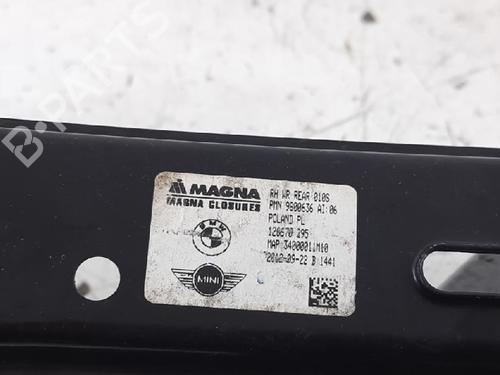 B-PARTS
MAGNA
MAGNA CLOSURES
BMW
MINI
RH WR REAR 010S
PMN 9800636 AI:06
POLAND PL
128670 295
MAP 34000011M10
2012-09-22 B 1441